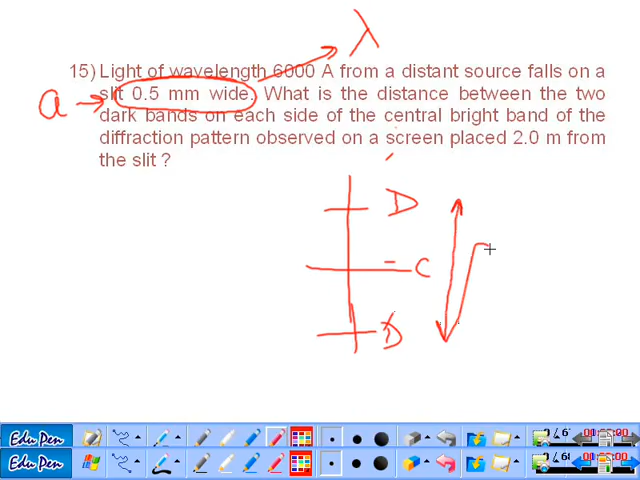 λ
15) Light of wavelength 6000 A from a distant source falls on a
slit 0.5 mm wide. What is the distance between the two
a
dark bands on each side of the central bright band of the
diffraction pattern observed on a screen placed 2.0 m from
the slit ?
D
C
D
Edu Pen
Edu Pen